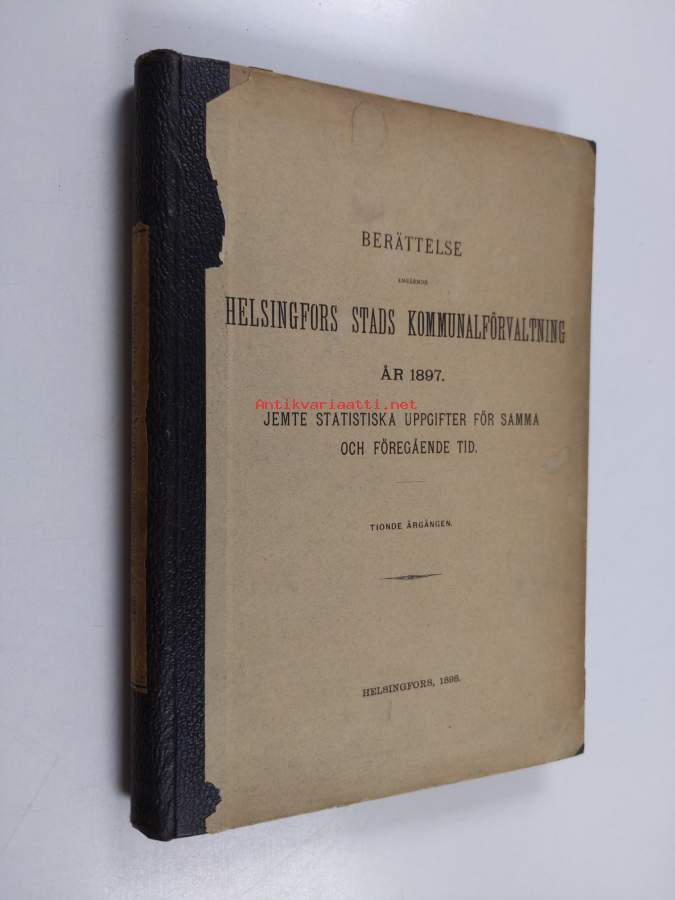 BERÄTTELSE
ANGÅENDE
HELSINGFORS STADS KOMMUNALFÖRVALTNING
ÅR 1897.
Antikvariaatti.net
JEMTE STATISTISKA UPPGIFTER FÖR SAMMA
OCH FÖREGÅENDE TID.
TIONDE ÅRGÅNGEN.
HELSINGFORS, 1898.